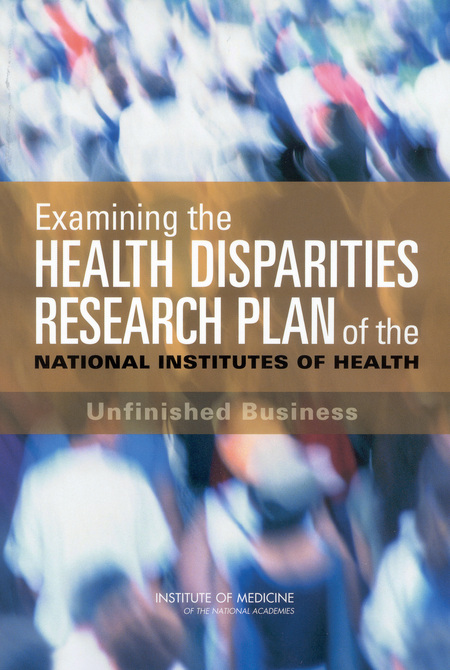 Examining the
HEALTH DISPARITIES
RESEARCH PLAN of the
NATIONAL INSTITUTES OF HEALTH
Unfinished Business
INSTITUTE OF MEDICINE
OF THE NATIONAL ACADEMIES